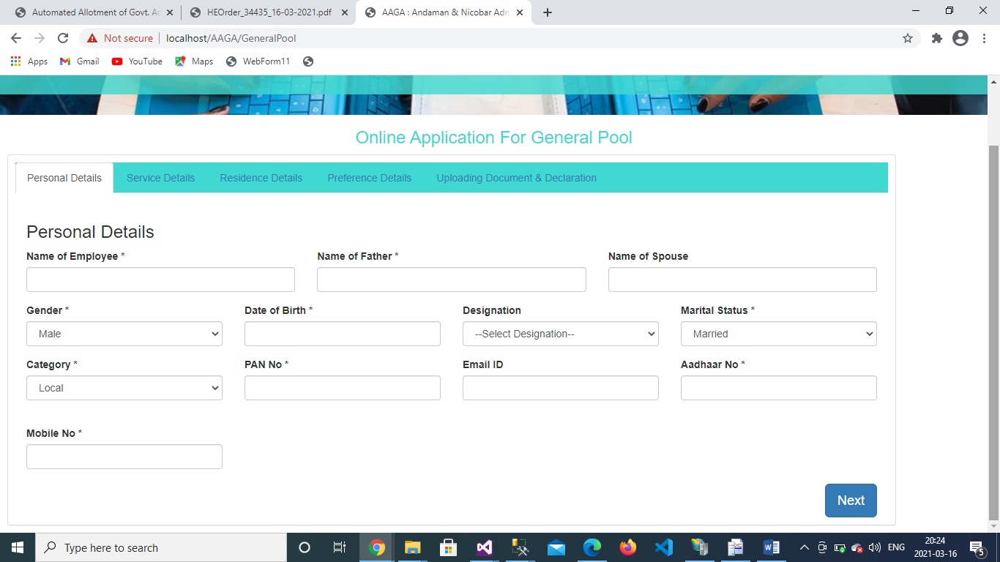 Automated Allotment of Govt. Ac
HEOrder_34435_16-03-2021.pdf
AAGA : Andaman & Nicobar Adm
Not secure
localhost/AAGA/GeneralPool
Apps
Gmail
YouTube
Maps
WebForm11
Online Application For General Pool
Personal Details
Service Details
Residence Details
Preference Details
Uploading Document & Declaration
Personal Details
Name of Employee *
Name of Father *
Name of Spouse
Gender *
Date of Birth *
Designation
Marital Status *
Male
--Select Designation--
Married
Category *
PAN No *
Email ID
Aadhaar No *
Local
Mobile No *
Next
Type here to search
ENG
20:24
2021-03-16
5